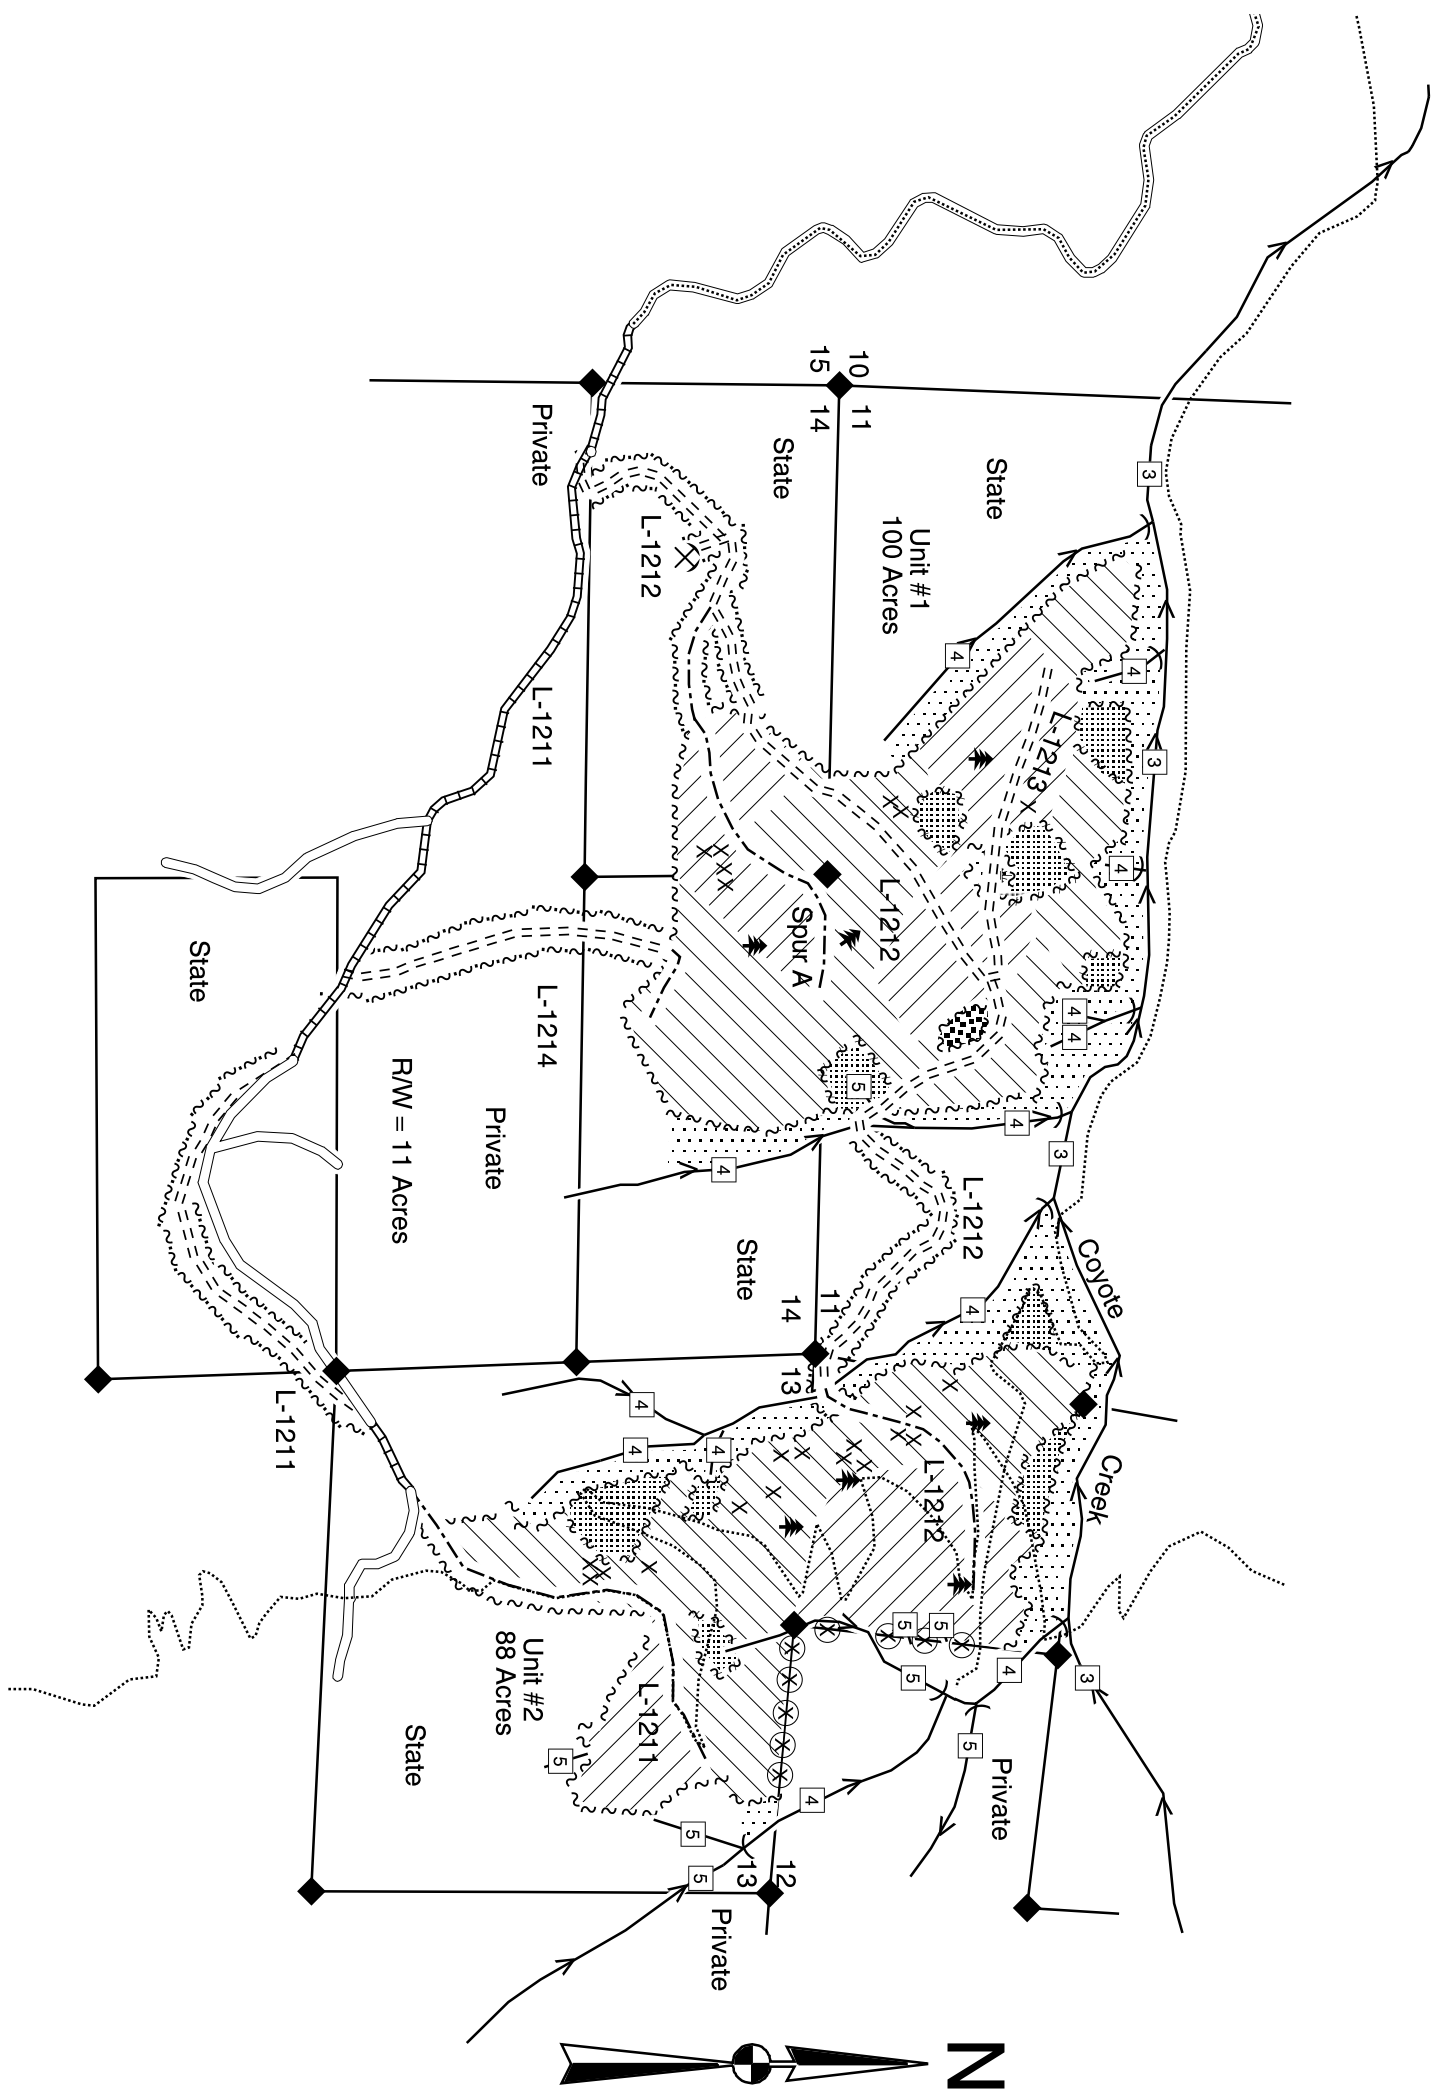 3
3
4
4
4
4
4
3
Coyote
Creek
3
State
L-1213
4
Unit #1
100 Acres
10
11
15
14
State
L-1212
L-1212
Spur A
5
4
L-1212
4
L-1212
5
5
5
4
5
Private
11
14
13
State
4
4
4
L-1212
L-1211
Private
L-1211
L-1214
Private
R/W = 11 Acres
State
L-1211
Unit #2
88 Acres
State
L-1211
5
5
4
12
13
5
Private
N